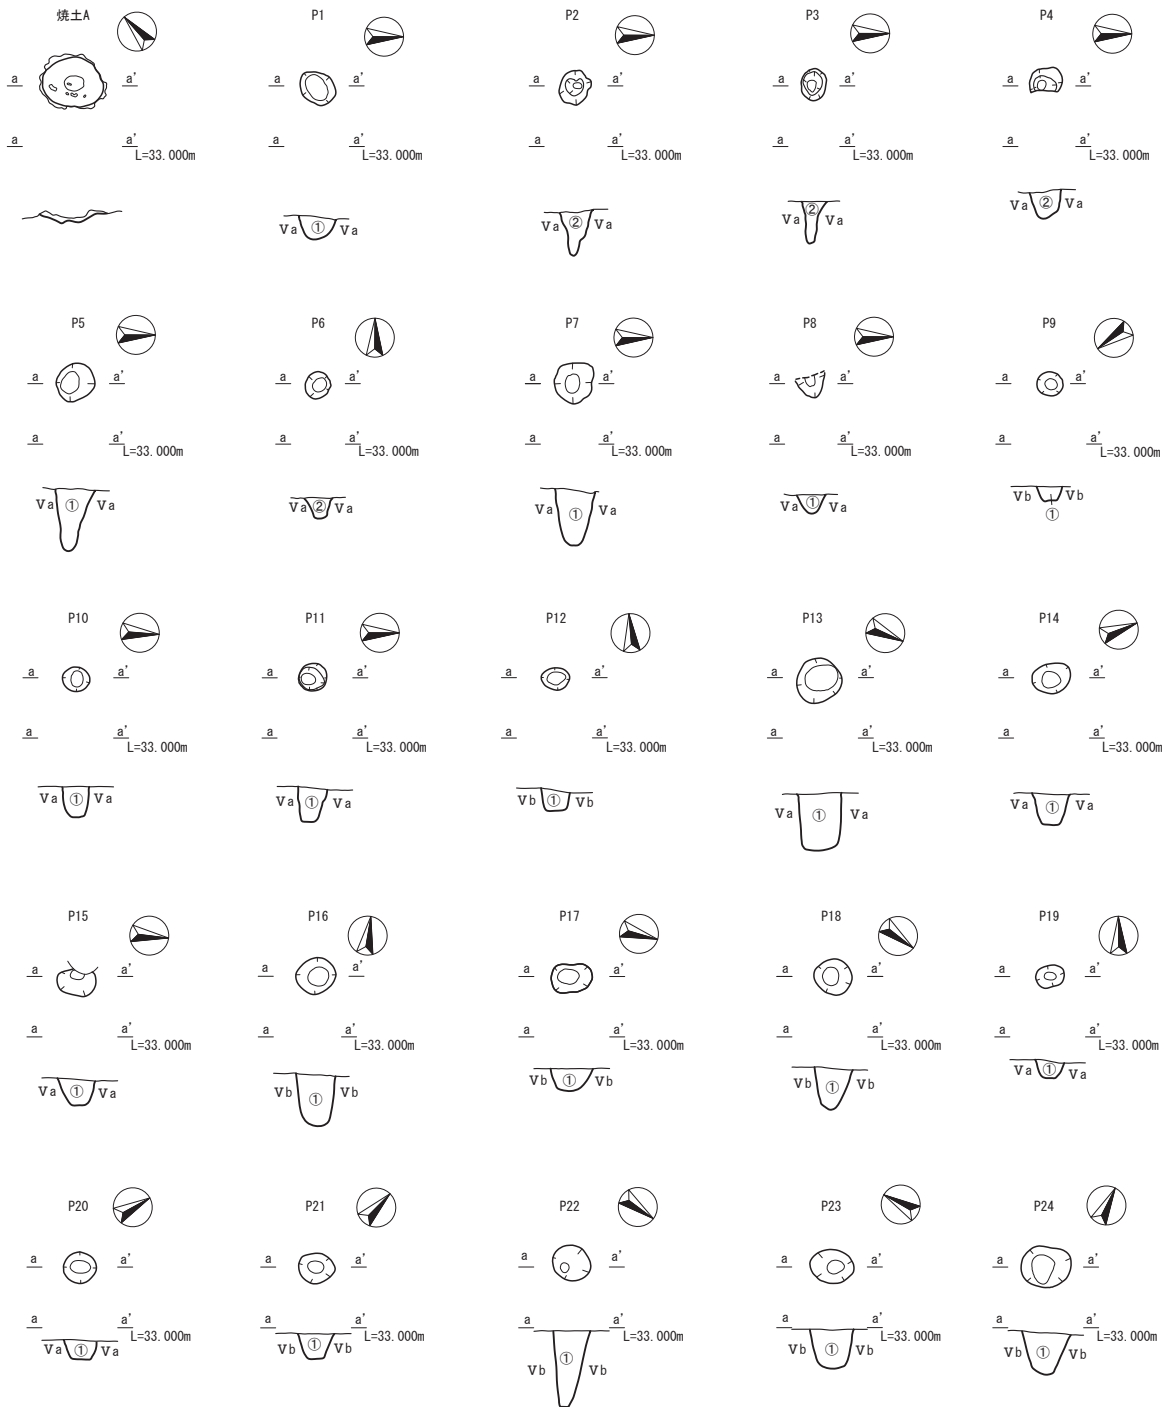 焼土A P1 P2 P3 P4
a a' a a' a a' a a' a a'
a a' a a' a a' a a' a a'
L=33.000m L=33.000m L=33.000m L=33.000m L=33.000m
Va ① Va Va ② Va Va ② Va Va ② Va
P5 P6 P7 P8 P9
a a' a a' a a' a a' a a'
a a' a a' a a' a a' a a'
L=33.000m L=33.000m L=33.000m L=33.000m L=33.000m
Va ① Va Va ② Va Va ① Va Va ① Va Vb Vb
①
P10 P11 P12 P13 P14
a a' a a' a a' a a' a a'
a a' a a' a a' a a' a a'
L=33.000m L=33.000m L=33.000m L=33.000m L=33.000m
Va ① Va Va ① Va Vb ① Vb Va ① Va Va ① Va
P15 P16 P17 P18 P19
a a' a a' a a' a a' a a'
a a' a a' a a' a a' a a'
L=33.000m L=33.000m L=33.000m L=33.000m L=33.000m
Va ① Va Vb ① Vb Vb ① Vb Vb ① Vb Va ① Va
P20 P21 P22 P23 P24
a a' a a' a a' a a' a a'
a a' a a' a a' a a' a a'
L=33.000m L=33.000m L=33.000m L=33.000m L=33.000m
Va ① Va Vb ① Vb Vb ① Vb Vb ① Vb Vb ① Vb